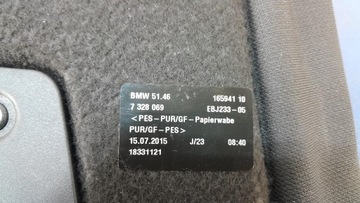 BMW 51.46 165941 10
7 328 069 EBJ233-05
<PES-PUR/GF-Papierwabe
PUR/GF-PES>
15.07.2015 J/23 08:40
18331121